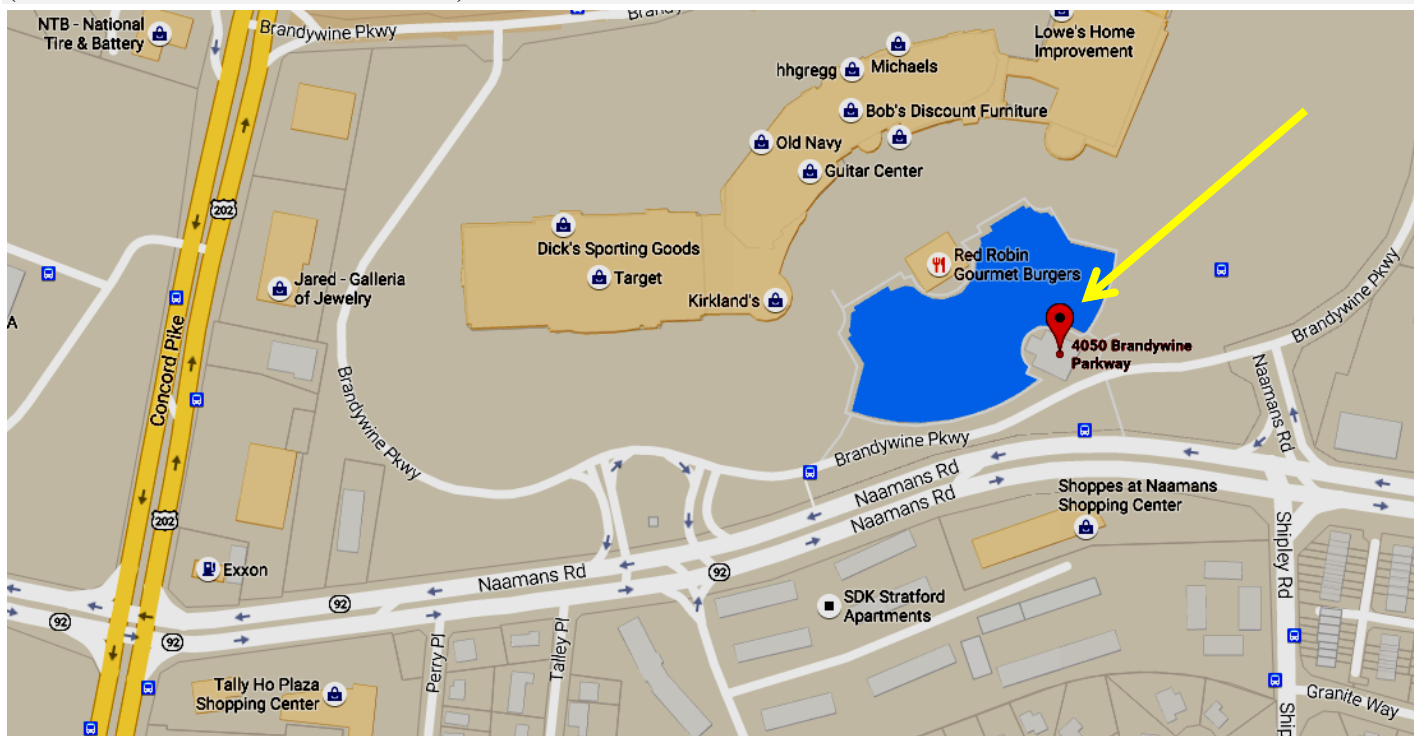 NTB - National
Tire & Battery
Brandywine Pkwy
Lowe's Home
Improvement
hhgregg
Michaels
Bob's Discount Furniture
Old Navy
Guitar Center
202
Dick's Sporting Goods
Target
Kirkland's
Red Robin
Gourmet Burgers
Jared - Galleria
of Jewelry
A
Concord Pike
4050 Brandywine
Parkway
Brandywine Pkwy
Brandywine Pkwy
Naamans Rd
Brandywine Pkwy
Naamans Rd
Naamans Rd
Shoppes at Naamans
Shopping Center
202
Shipley Rd
Exxon
Naamans Rd
92
92
92
92
SDK Stratford
Apartments
Perry Pl
Talley Pl
Tally Ho Plaza
Shopping Center
Granite Way
Ship